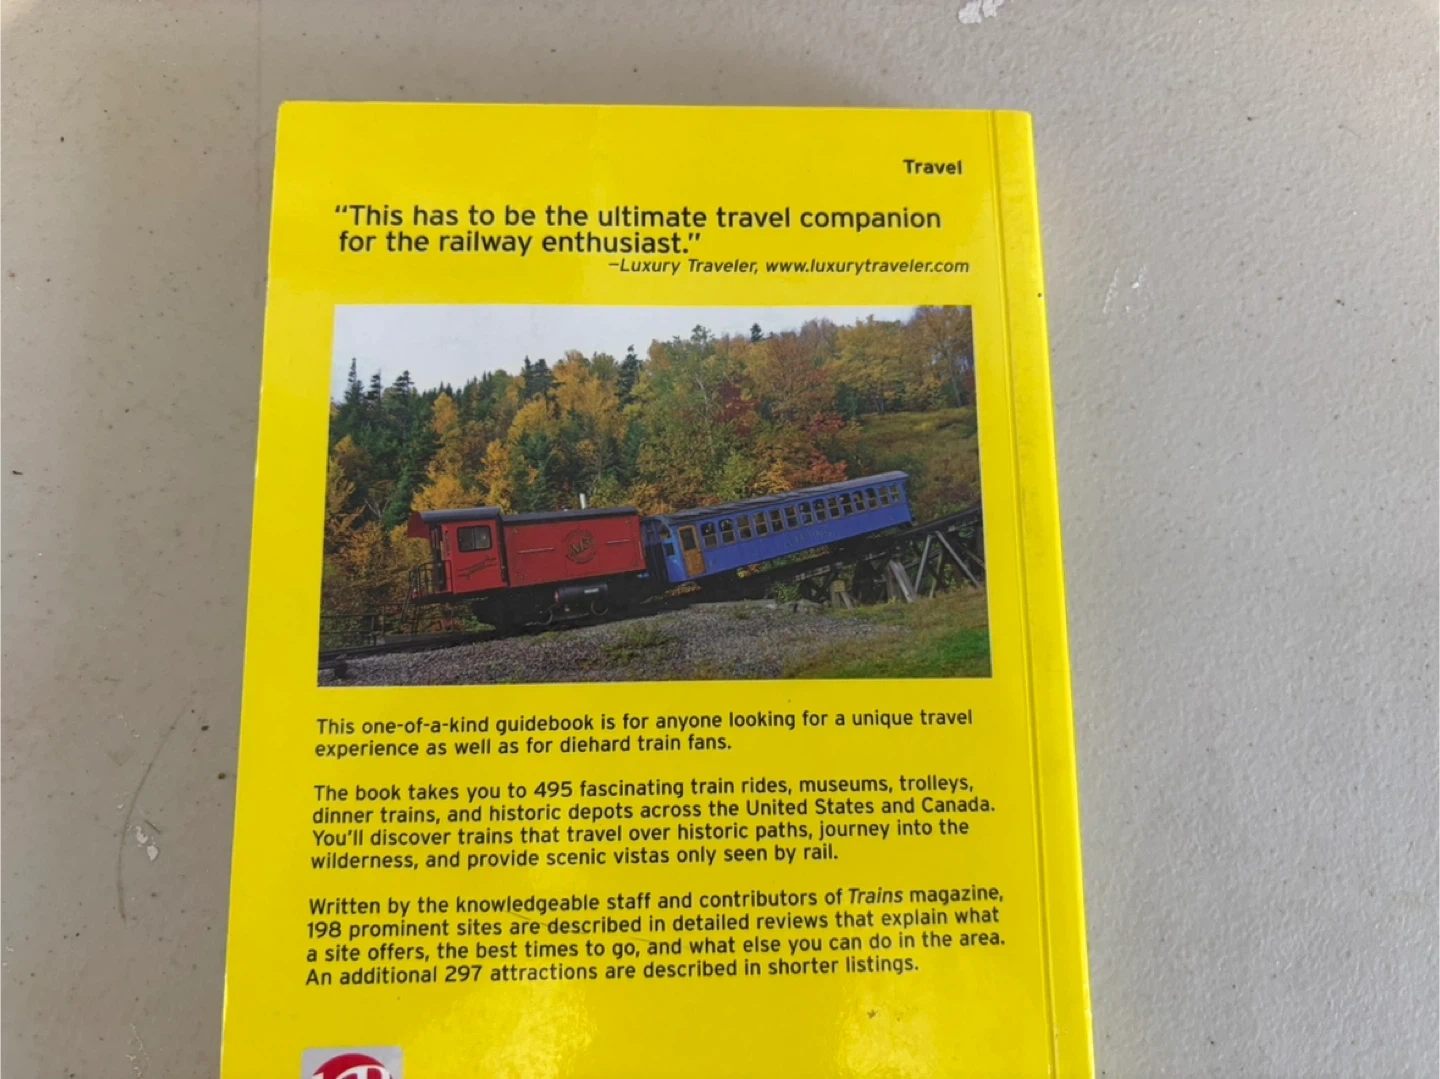 Travel
“This has to be the ultimate travel companion
for the railway enthusiast.”
—Luxury Traveler, www.luxurytraveler.com
This one-of-a-kind guidebook is for anyone looking for a unique travel
experience as well as for diehard train fans.
The book takes you to 495 fascinating train rides, museums, trolleys,
dinner trains, and historic depots across the United States and Canada.
You’ll discover trains that travel over historic paths, journey into the
wilderness, and provide scenic vistas only seen by rail.
Written by the knowledgeable staff and contributors of Trains magazine,
198 prominent sites are described in detailed reviews that explain what
a site offers, the best times to go, and what else you can do in the area.
An additional 297 attractions are described in shorter listings.